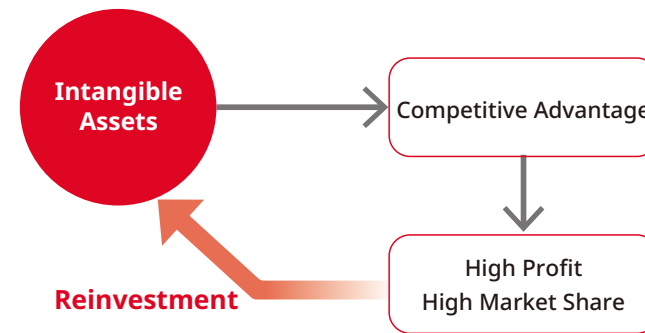 Intangible
Assets
Competitive Advantage
High Profit
High Market Share
Reinvestment